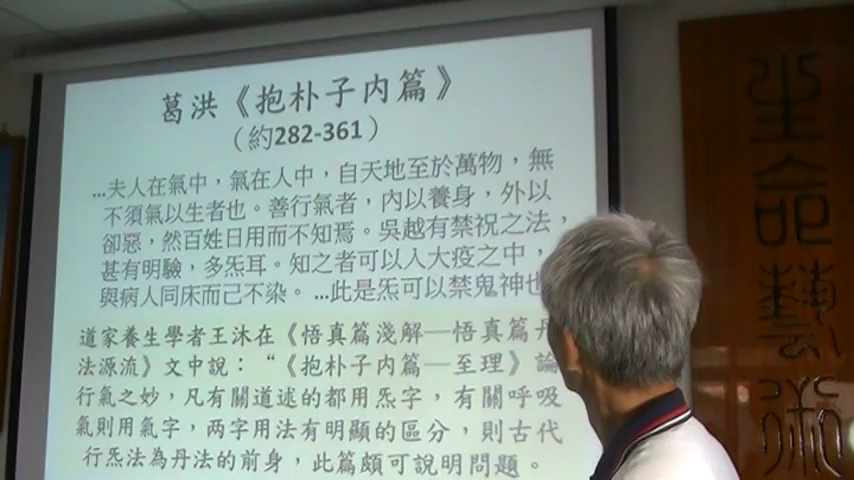 葛洪《抱朴子内篇》
（約282-361）
…夫人在氣中，氣在人中，自天地至於萬物，無
不須氣以生者也。善行氣者，內以養身，外以
卻惡，然百姓日用而不知焉。吳越有禁祝之法，
甚有明驗，多炁耳。知之者可以入大疫之中，
與病人同床而己不染。…此是炁可以禁鬼神也
道家養生學者王沐在《悟真篇淺解—悟真篇丹
法源流》文中說：“《抱朴子内篇—至理》論
行氣之妙，凡有關道述的都用炁字，有關呼吸
氣則用氣字，两字用法有明顯的區分，則古代
行炁法為丹法的前身，此篇頗可說明問題。
生命藝術